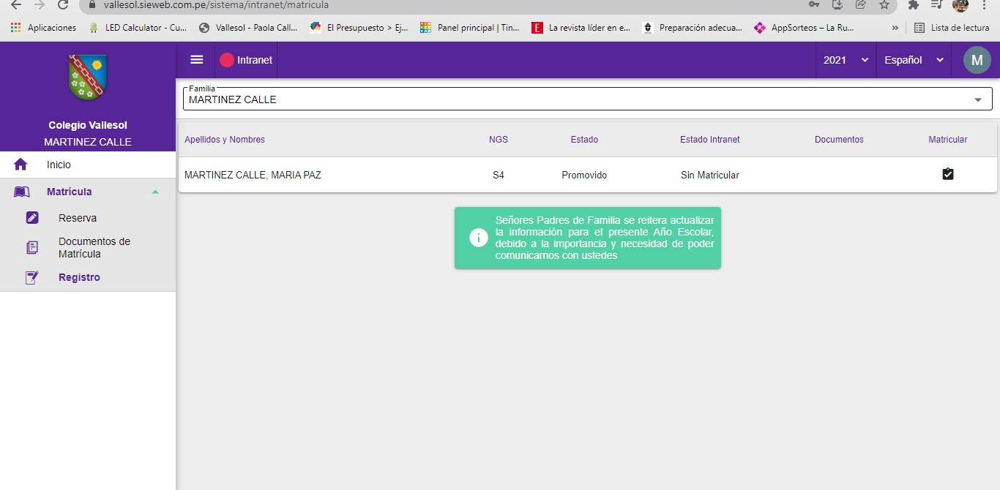 vallesol.sieweb.com.pe/sistema/intranet/matricula
Aplicaciones
LED Calculator - Cu...
Vallesol - Paola Call...
El Presupuesto > Ej...
Panel principal | Tin...
La revista líder en e...
Preparación adecua...
AppSorteos – La Ru...
»
Lista de lectura
Intranet
2021
Español
M
Colegio Vallesol
MARTINEZ CALLE
Inicio
Matrícula
Reserva
Documentos de
Matrícula
Registro
Familia
MARTINEZ CALLE
Apellidos y Nombres NGS Estado Estado Intranet Documentos Matricular
MARTINEZ CALLE, MARIA PAZ S4 Promovido Sin Matricular
Señores Padres de Familia se reitera actualizar
la información para el presente Año Escolar,
debido a la importancia y necesidad de poder
comunicarnos con ustedes